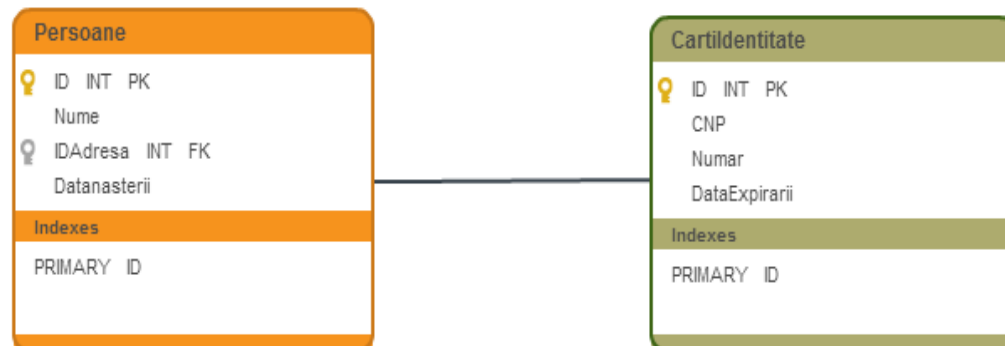 Persoane
ID INT PK
Nume
IDAdresa INT FK
Datanasterii
Indexes
PRIMARY ID
CartiIdentitate
ID INT PK
CNP
Numar
DataExpirarii
Indexes
PRIMARY ID